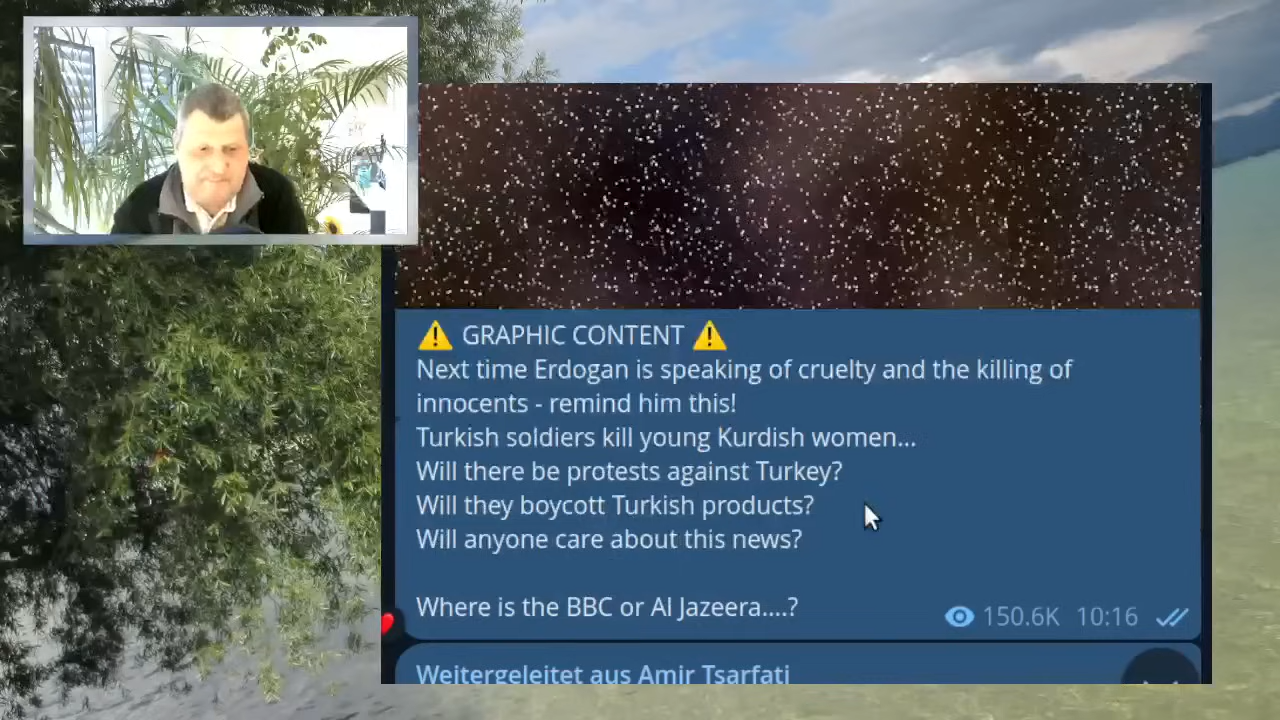 ⚠️ GRAPHIC CONTENT ⚠️
Next time Erdogan is speaking of cruelty and the killing of
innocents - remind him this!
Turkish soldiers kill young Kurdish women...
Will there be protests against Turkey?
Will they boycott Turkish products?
Will anyone care about this news?
Where is the BBC or Al Jazeera....?
150.6K 10:16
Weitergeleitet aus Amir Tsarfati